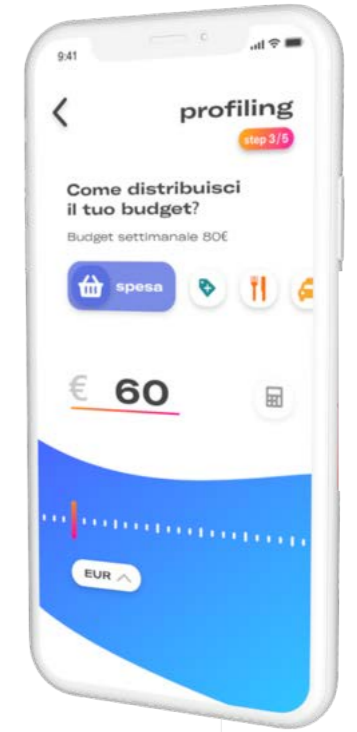 9:41
profiling
step 3/5
Come distribuisci
il tuo budget?
Budget settimanale 80€
spesa
€ 60
EUR